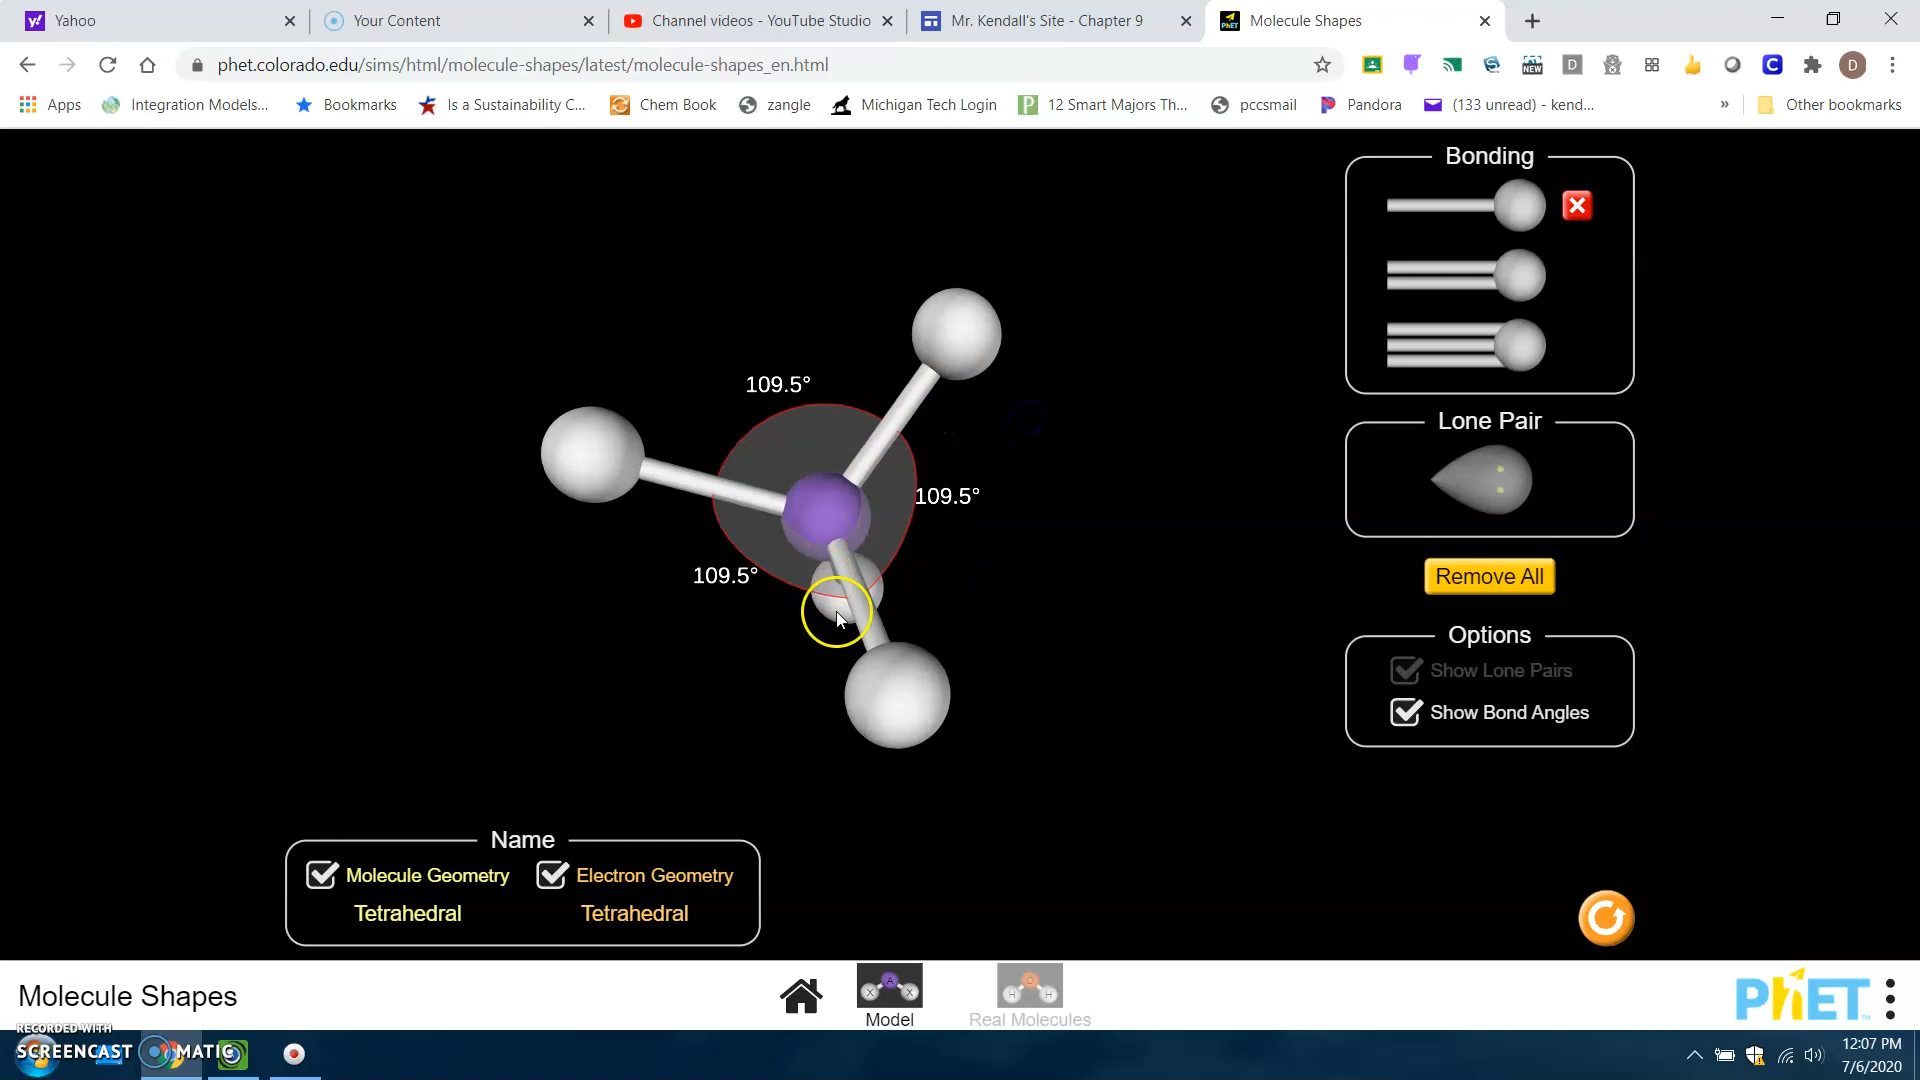 Yahoo
Your Content
Channel videos - YouTube Studio
Mr. Kendall's Site - Chapter 9
Molecule Shapes
phet.colorado.edu/sims/html/molecule-shapes/latest/molecule-shapes_en.html
NEW
D
C
D
Apps
Integration Models...
Bookmarks
Is a Sustainability C...
Chem Book
zangle
Michigan Tech Login
12 Smart Majors Th...
pccsmail
Pandora
(133 unread) - kend...
»
Other bookmarks
Bonding
109.5°
109.5°
109.5°
Lone Pair
Remove All
Options
Show Lone Pairs
Show Bond Angles
Name
Molecule Geometry
Electron Geometry
Tetrahedral
Tetrahedral
Molecule Shapes
X A X
Model
H O H
Real Molecules
PhET
RECORDED WITH
SCREENCAST MATIC
12:07 PM
7/6/2020